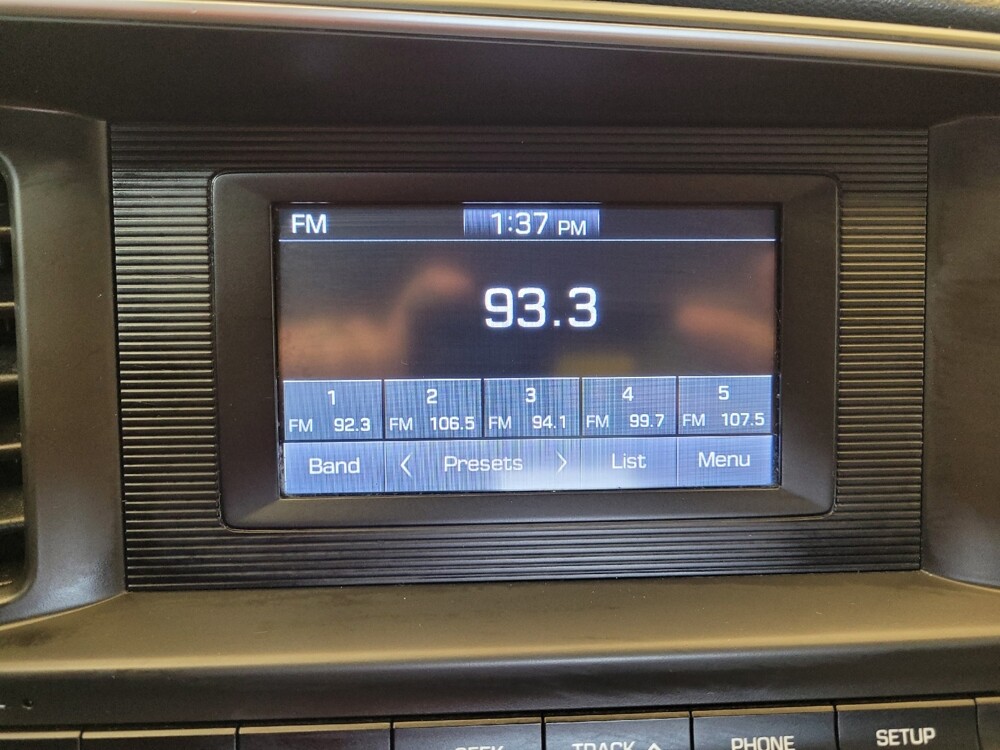 FM 1:37 PM
93.3
1 2 3 4 5
FM 92.3 FM 106.5 FM 94.1 FM 99.7 FM 107.5
Band < Presets > List Menu
SEEK TRACK ∧ PHONE SETUP